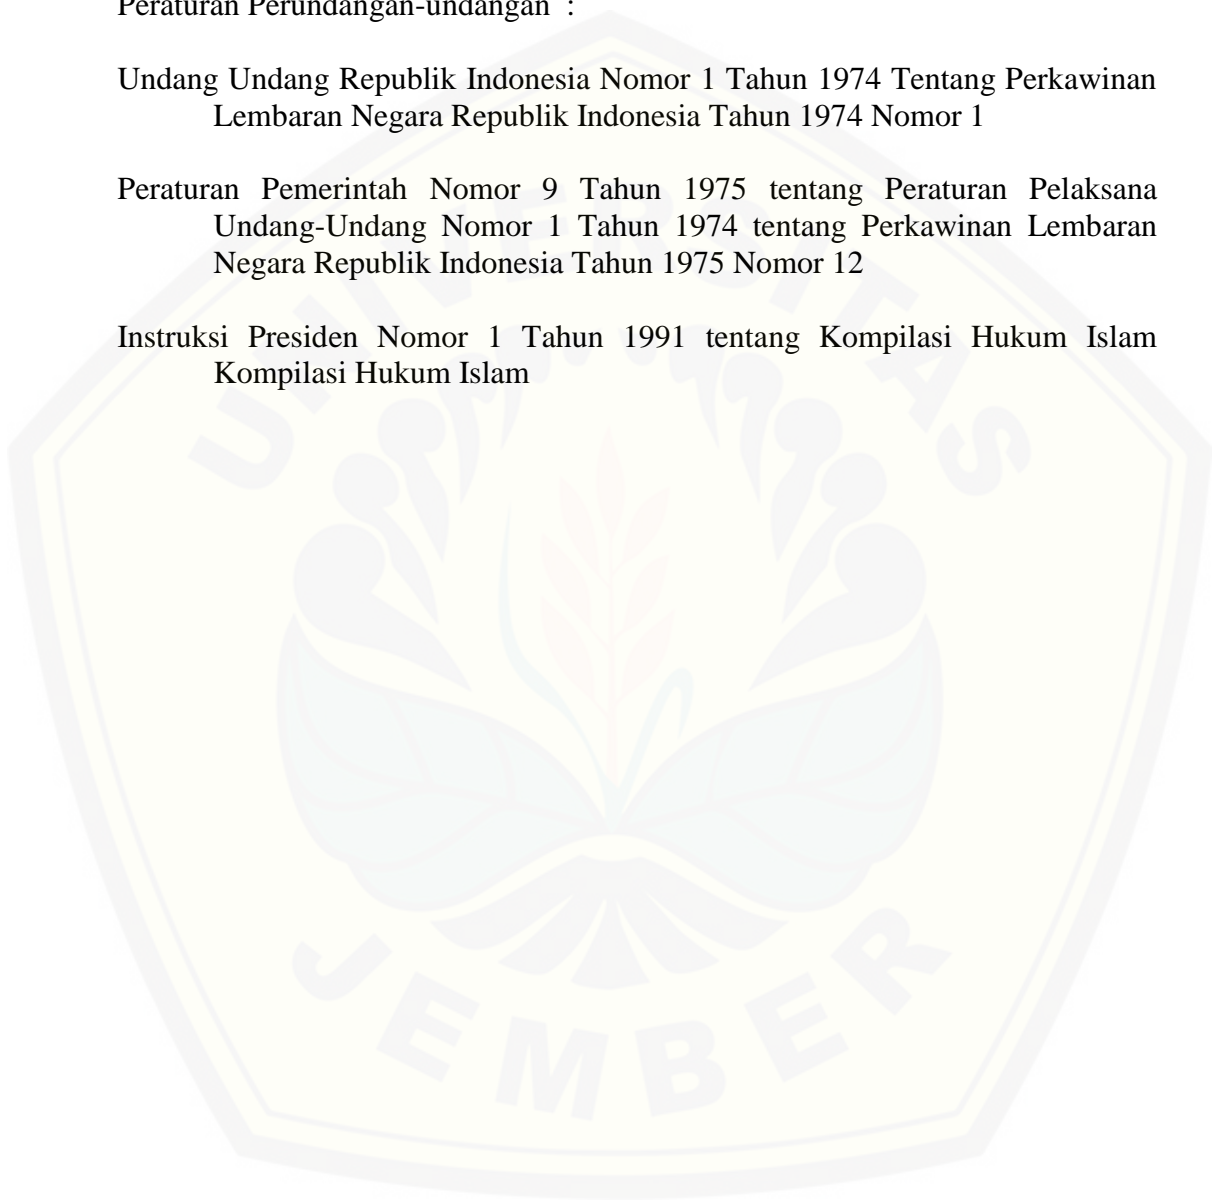 Peraturan Perundangan-undangan :
Undang Undang Republik Indonesia Nomor 1 Tahun 1974 Tentang Perkawinan
Lembaran Negara Republik Indonesia Tahun 1974 Nomor 1
Peraturan Pemerintah Nomor 9 Tahun 1975 tentang Peraturan Pelaksana
Undang-Undang Nomor 1 Tahun 1974 tentang Perkawinan Lembaran
Negara Republik Indonesia Tahun 1975 Nomor 12
Instruksi Presiden Nomor 1 Tahun 1991 tentang Kompilasi Hukum Islam
Kompilasi Hukum Islam
UNIVERSITAS
JEMBER